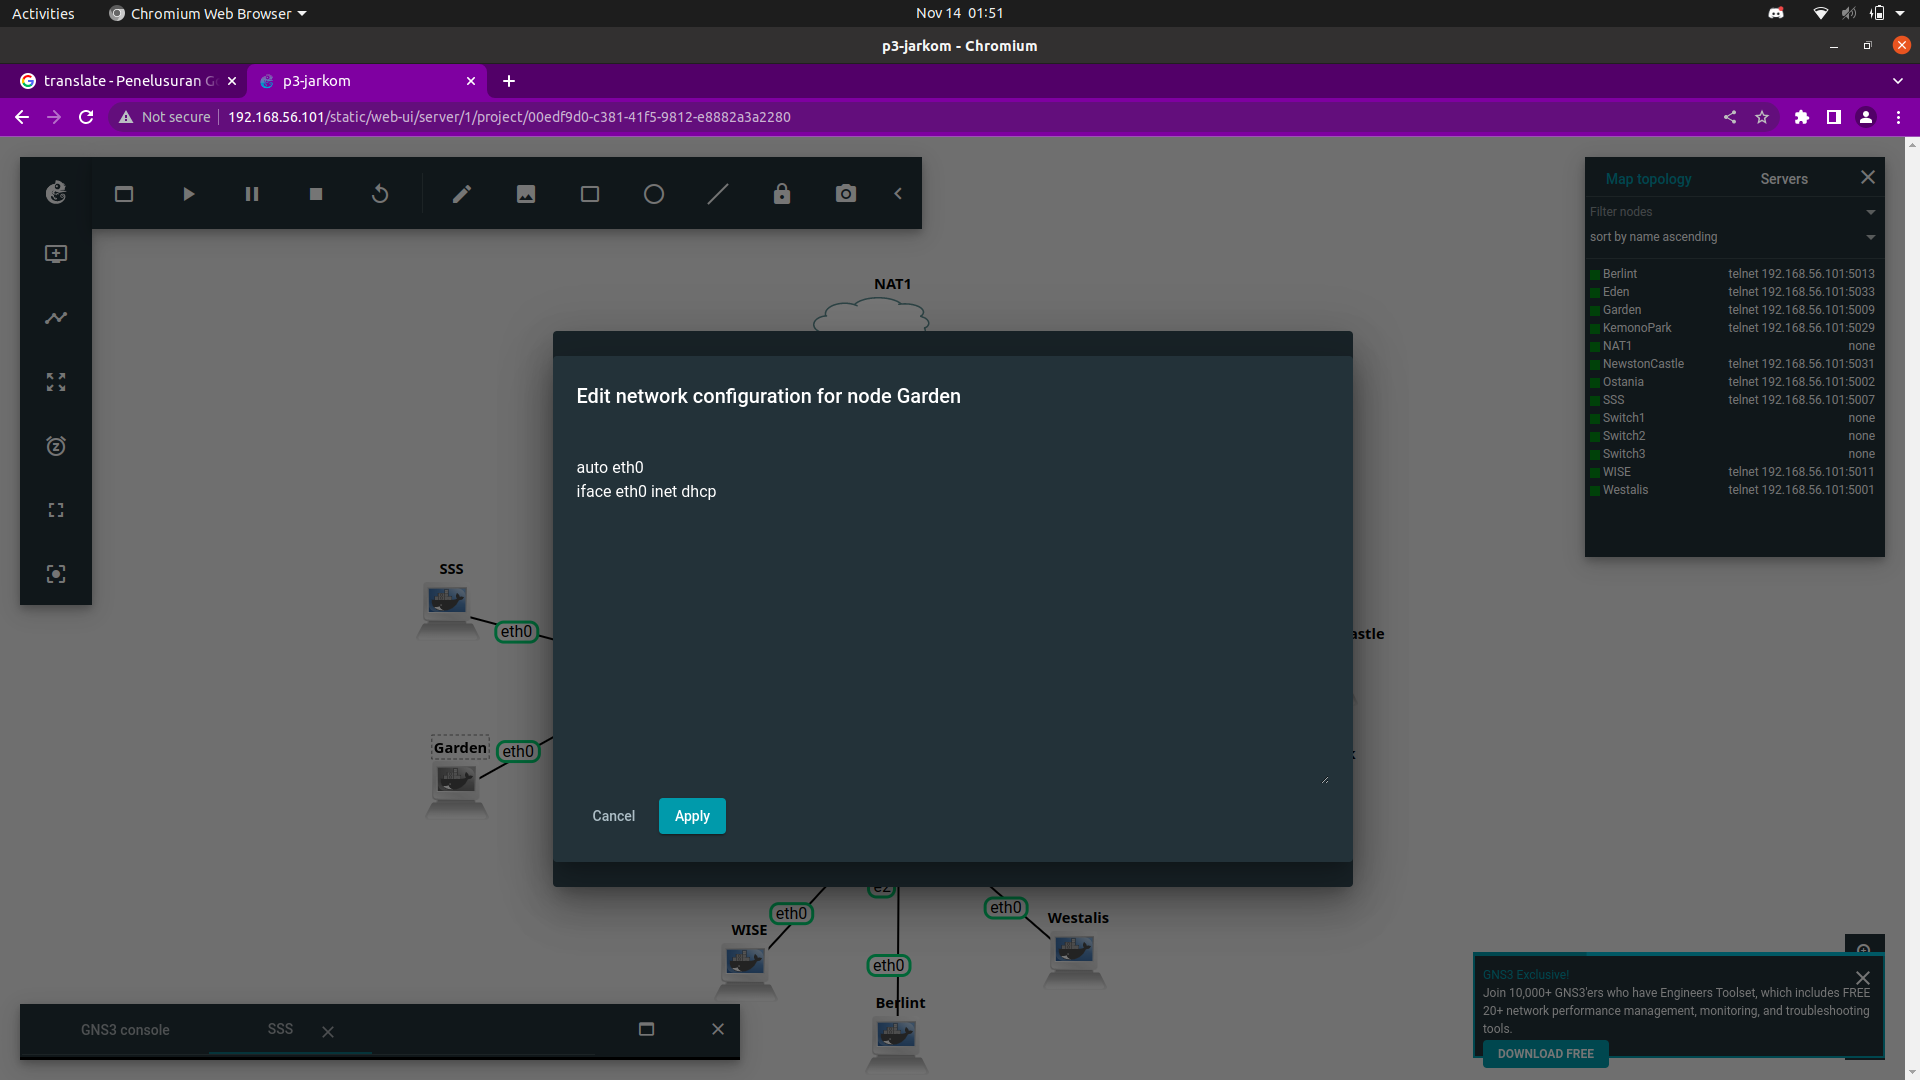 Activities
Chromium Web Browser
Nov 14 01:51
p3-jarkom - Chromium
translate - Penelusuran G
p3-jarkom
Not secure
192.168.56.101/static/web-ui/server/1/project/00edf9d0-c381-41f5-9812-e8882a3a2280
Map topology
Servers
Filter nodes
sort by name ascending
Berlint telnet 192.168.56.101:5013
Eden telnet 192.168.56.101:5033
Garden telnet 192.168.56.101:5009
KemonoPark telnet 192.168.56.101:5029
NAT1 none
NewstonCastle telnet 192.168.56.101:5031
Ostania telnet 192.168.56.101:5002
SSS telnet 192.168.56.101:5007
Switch1 none
Switch2 none
Switch3 none
WISE telnet 192.168.56.101:5011
Westalis telnet 192.168.56.101:5001
NAT1
Edit network configuration for node Garden
auto eth0
iface eth0 inet dhcp
Cancel
Apply
SSS
eth0
astle
Garden
eth0
e2
eth0
eth0
WISE
Westalis
eth0
Berlint
GNS3 console
SSS
GNS3 Exclusive!
Join 10,000+ GNS3'ers who have Engineers Toolset, which includes FREE
20+ network performance management, monitoring, and troubleshooting
tools.
DOWNLOAD FREE